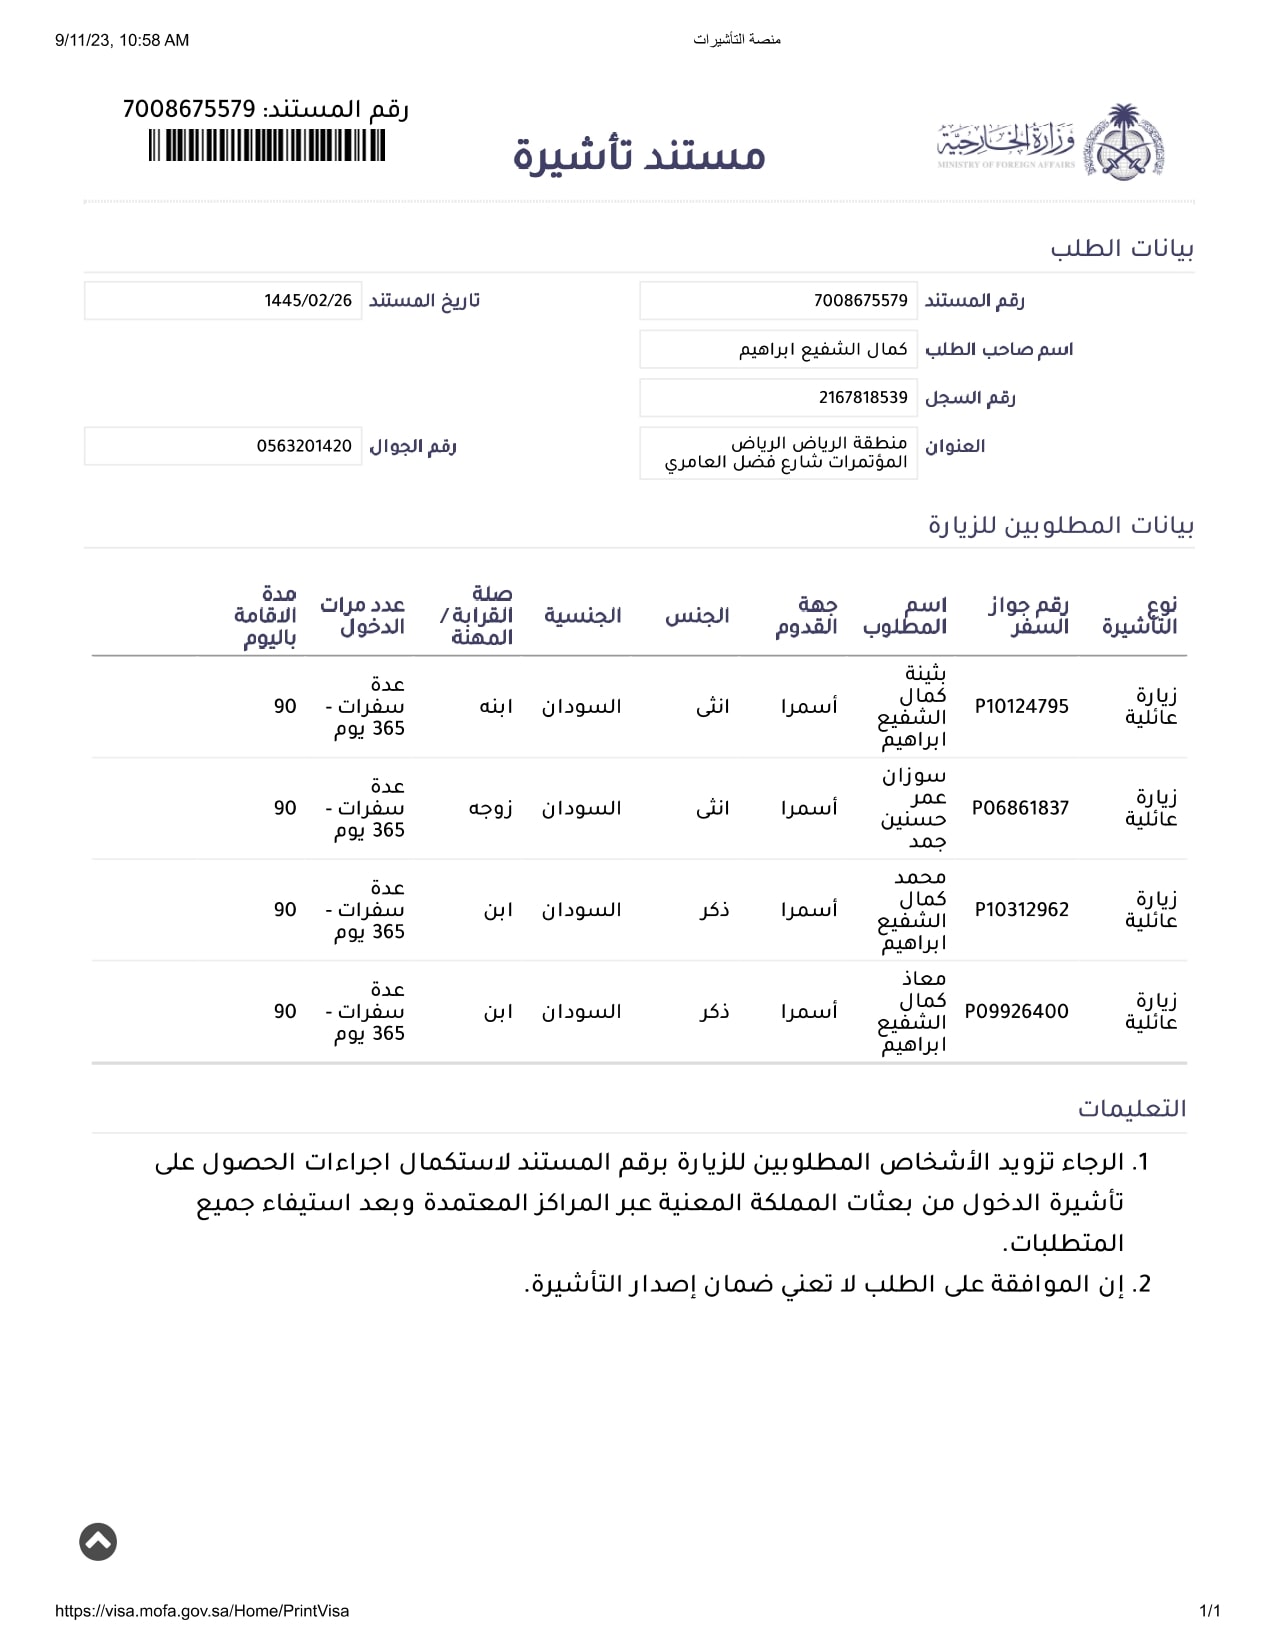 9/11/23, 10:58 AM
منصة التأشيرات
وزارة الخارجية
MINISTRY OF FOREIGN AFFAIRS
مستند تأشيرة
رقم المستند: 7008675579
بيانات الطلب
رقم المستند 7008675579 تاريخ المستند 1445/02/26
اسم صاحب الطلب كمال الشفيع ابراهيم
رقم السجل 2167818539
العنوان منطقة الرياض الرياض
المؤتمرات شارع فضل العامري
رقم الجوال 0563201420
بيانات المطلوبين للزيارة
نوع التأشيرة رقم جواز السفر اسم المطلوب جهة القدوم الجنس الجنسية صلة القرابة / المهنة عدد مرات الدخول مدة الاقامة باليوم
زيارة عائلية P10124795 بثينة كمال الشفيع ابراهيم أسمرا انثى السودان ابنه عدة سفرات - 365 يوم 90
زيارة عائلية P06861837 سوزان عمر حسنين جمد أسمرا انثى السودان زوجه عدة سفرات - 365 يوم 90
زيارة عائلية P10312962 محمد كمال الشفيع ابراهيم أسمرا ذكر السودان ابن عدة سفرات - 365 يوم 90
زيارة عائلية P09926400 معاذ كمال الشفيع ابراهيم أسمرا ذكر السودان ابن عدة سفرات - 365 يوم 90
التعليمات
1. الرجاء تزويد الأشخاص المطلوبين للزيارة برقم المستند لاستكمال اجراءات الحصول على
تأشيرة الدخول من بعثات المملكة المعنية عبر المراكز المعتمدة وبعد استيفاء جميع
المتطلبات.
2. إن الموافقة على الطلب لا تعني ضمان إصدار التأشيرة.
https://visa.mofa.gov.sa/Home/PrintVisa
1/1